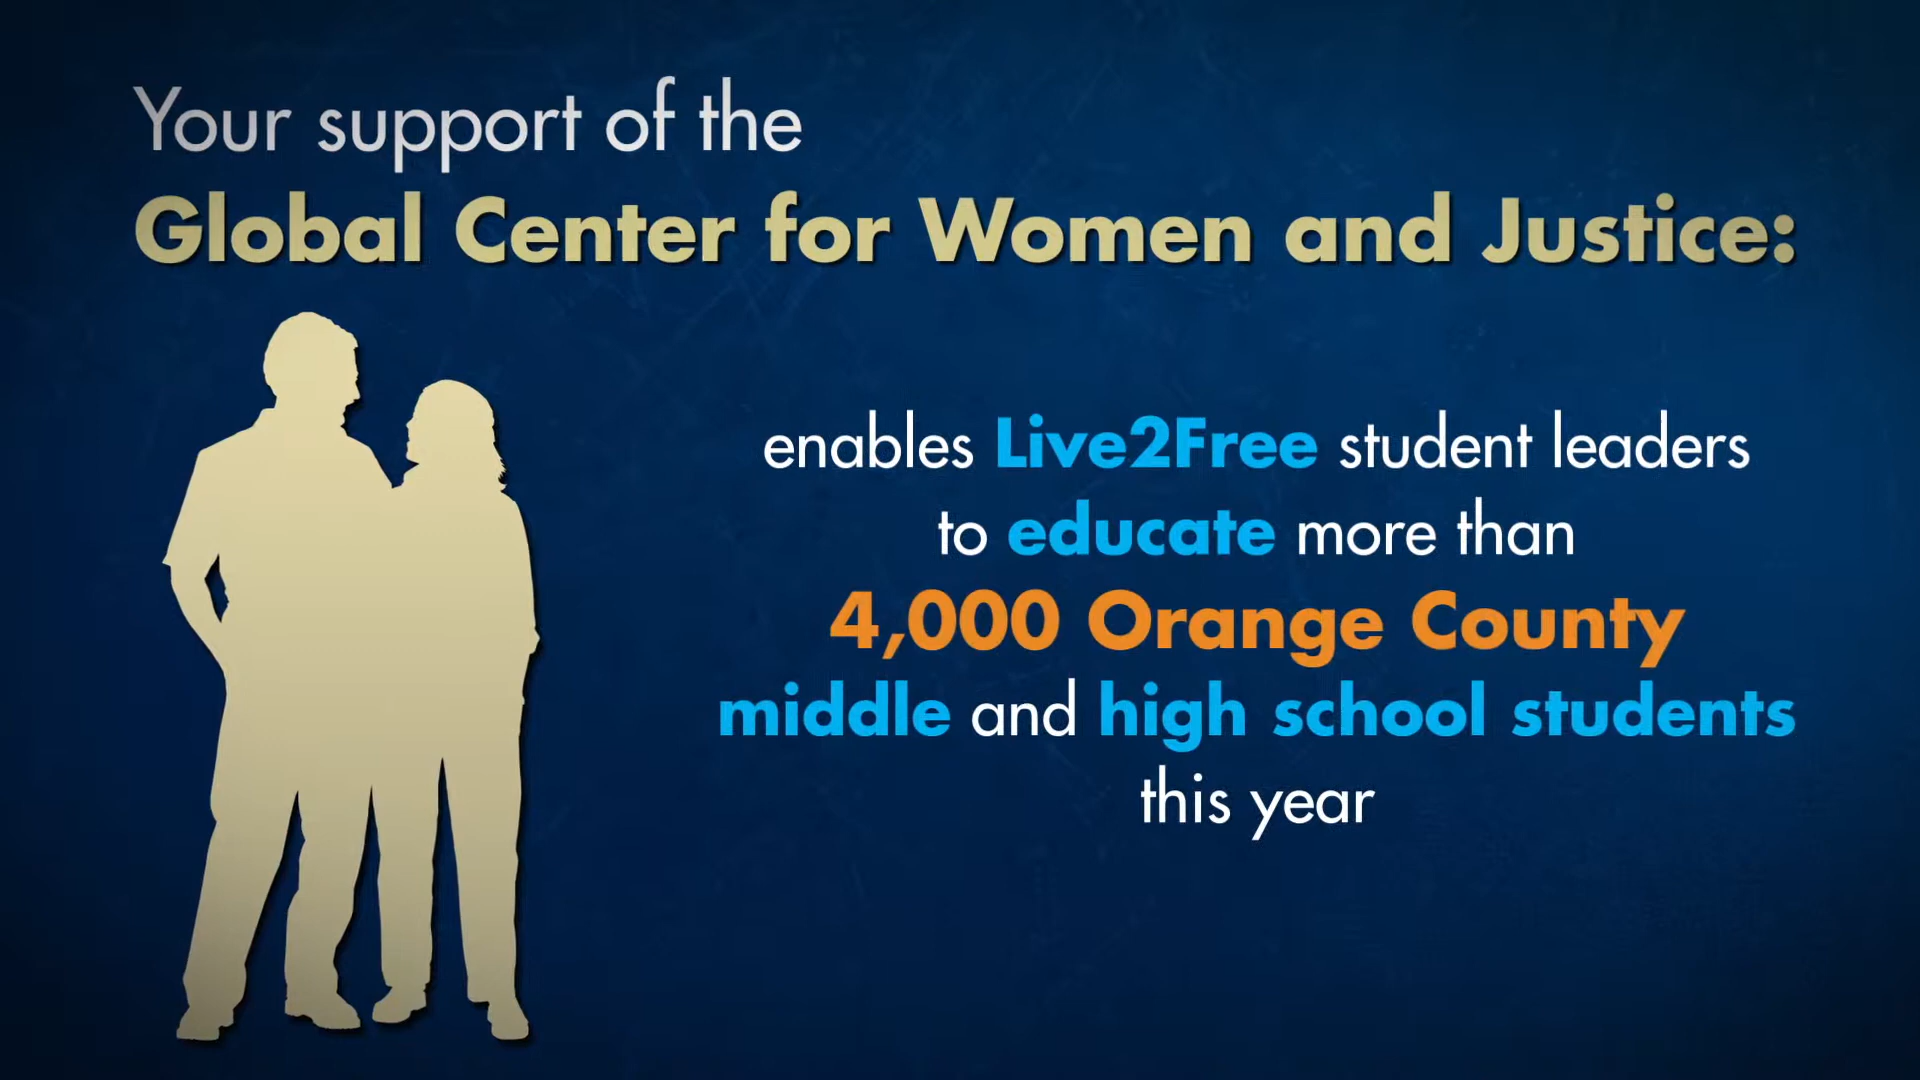 Your support of the
Global Center for Women and Justice:
enables Live2Free student leaders
to educate more than
4,000 Orange County
middle and high school students
this year